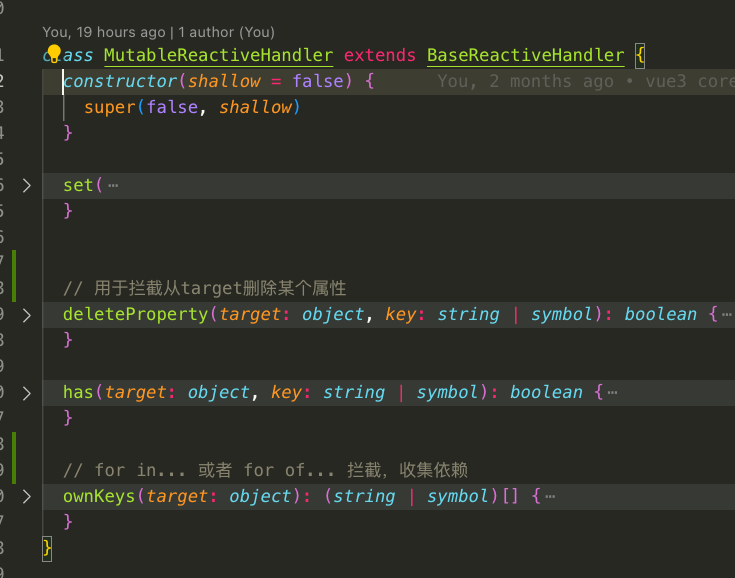 You, 19 hours ago | 1 author (You)
class MutableReactiveHandler extends BaseReactiveHandler {
constructor(shallow = false) { You, 2 months ago • vue3 core
super(false, shallow)
}
set(⋯
}
// 用于拦截从target删除某个属性
deleteProperty(target: object, key: string | symbol): boolean {⋯
}
has(target: object, key: string | symbol): boolean {⋯
}
// for in... 或者 for of... 拦截，收集依赖
ownKeys(target: object): (string | symbol)[] {⋯
}
}